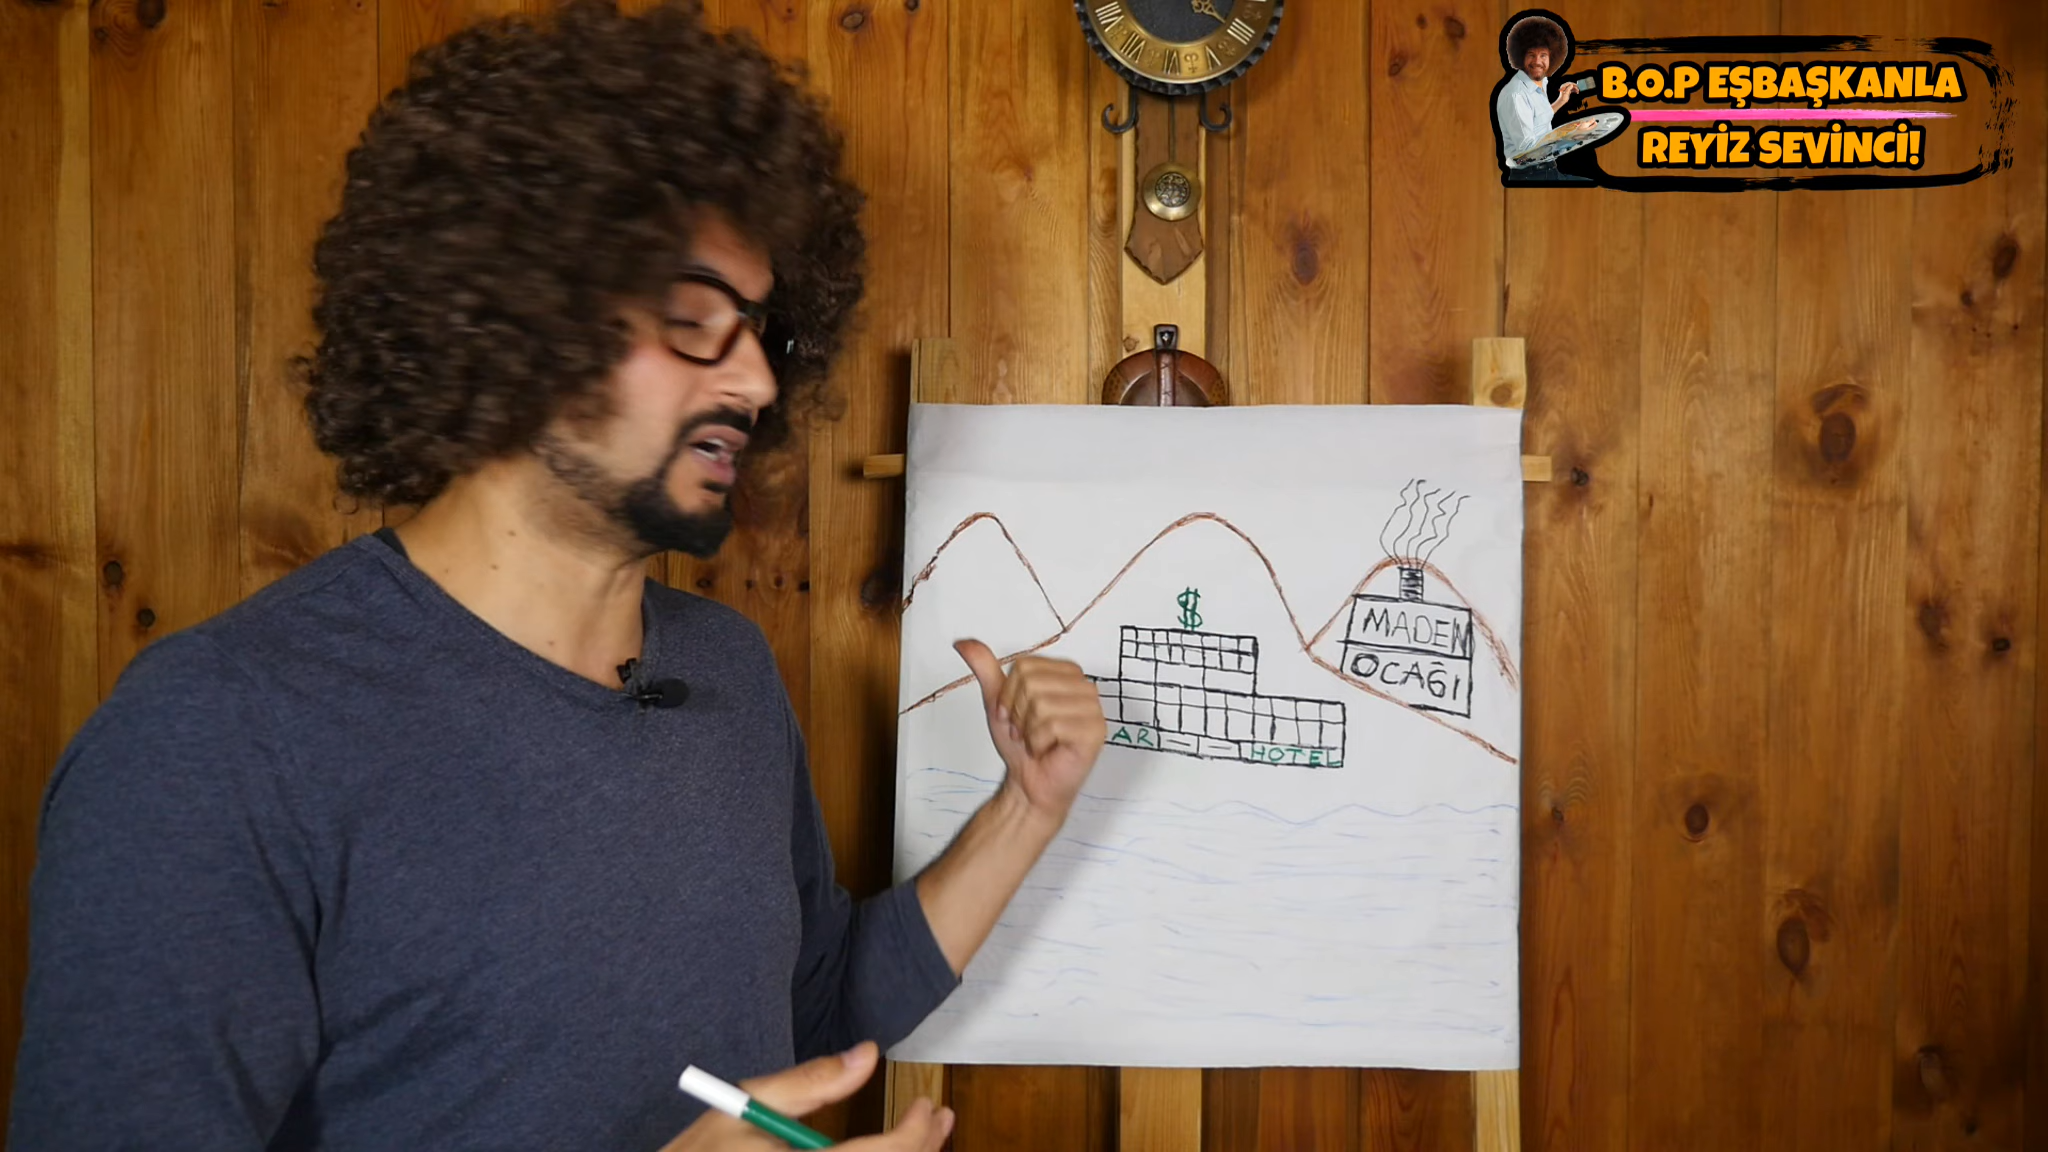 B.O.P EŞBAŞKANLA
REYİZ SEVİNCİ!
$
MADEN
OCAĞI
AR
HOTEL